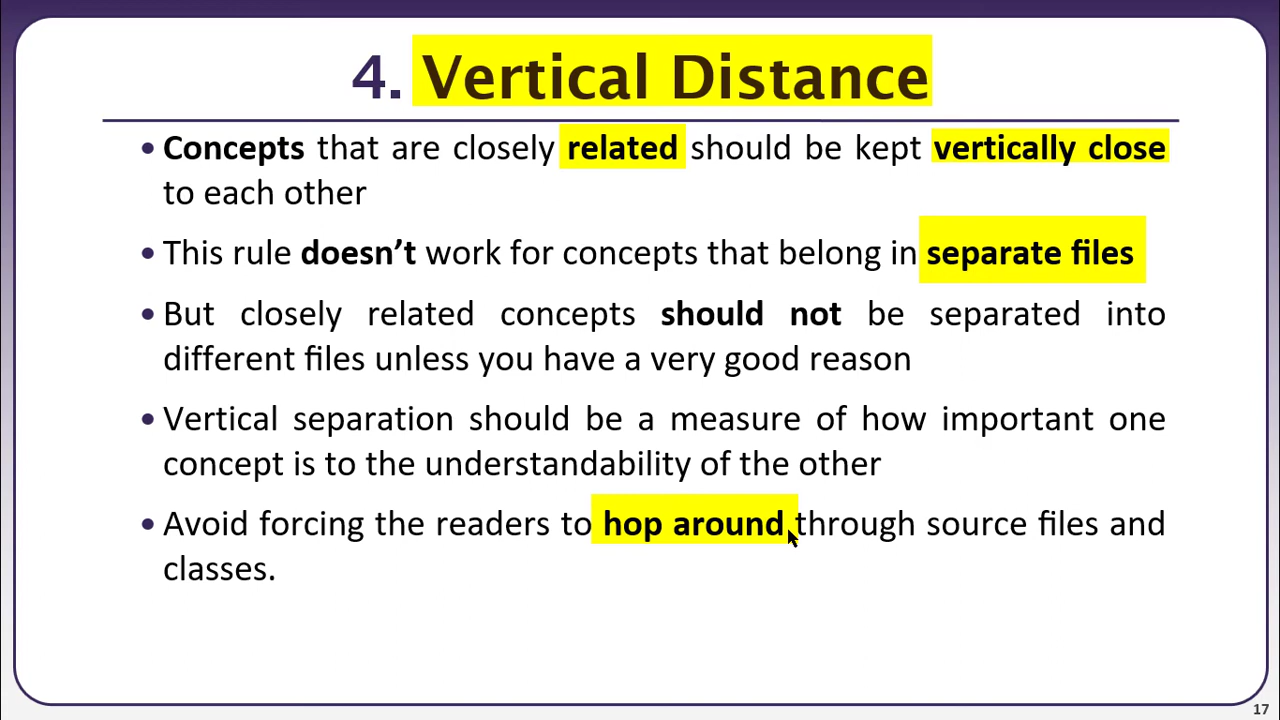 4. Vertical Distance
• Concepts that are closely related should be kept vertically close
to each other
• This rule doesn’t work for concepts that belong in separate files
• But closely related concepts should not be separated into
different files unless you have a very good reason
• Vertical separation should be a measure of how important one
concept is to the understandability of the other
• Avoid forcing the readers to hop around through source files and
classes.
17